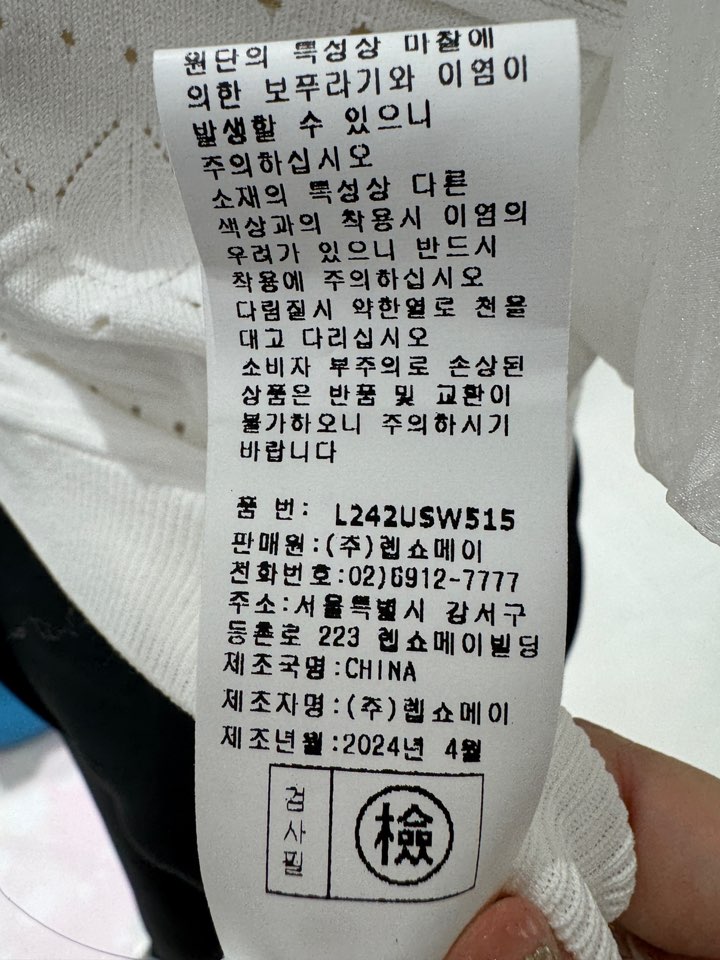 원단의 특성상 마찰에
의한 보푸라기와 이염이
발생할 수 있으니
주의하십시오
소재의 특성상 다른
색상과의 착용시 이염의
우려가 있으니 반드시
착용에 주의하십시오
다림질시 약한열로 천을
대고 다리십시오
소비자 부주의로 손상된
상품은 반품 및 교환이
불가하오니 주의하시기
바랍니다
품 번: L242USW515
판매원:(주)렙쇼메이
전화번호:02)6912-7777
주소:서울특별시 강서구
등촌로 223 렙쇼메이빌딩
제조국명:CHINA
제조자명:(주)렙쇼메이
제조년월:2024년 4월
검사필
檢